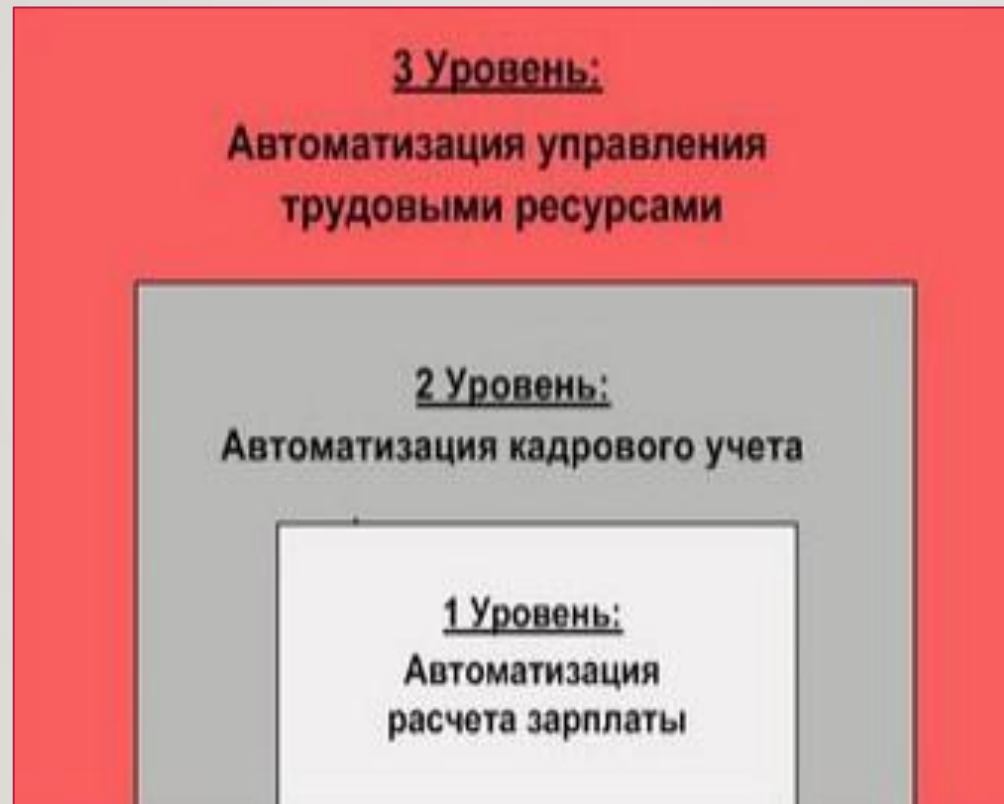 3 Уровень:
Автоматизация управления
трудовыми ресурсами
2 Уровень:
Автоматизация кадрового учета
1 Уровень:
Автоматизация
расчета зарплаты